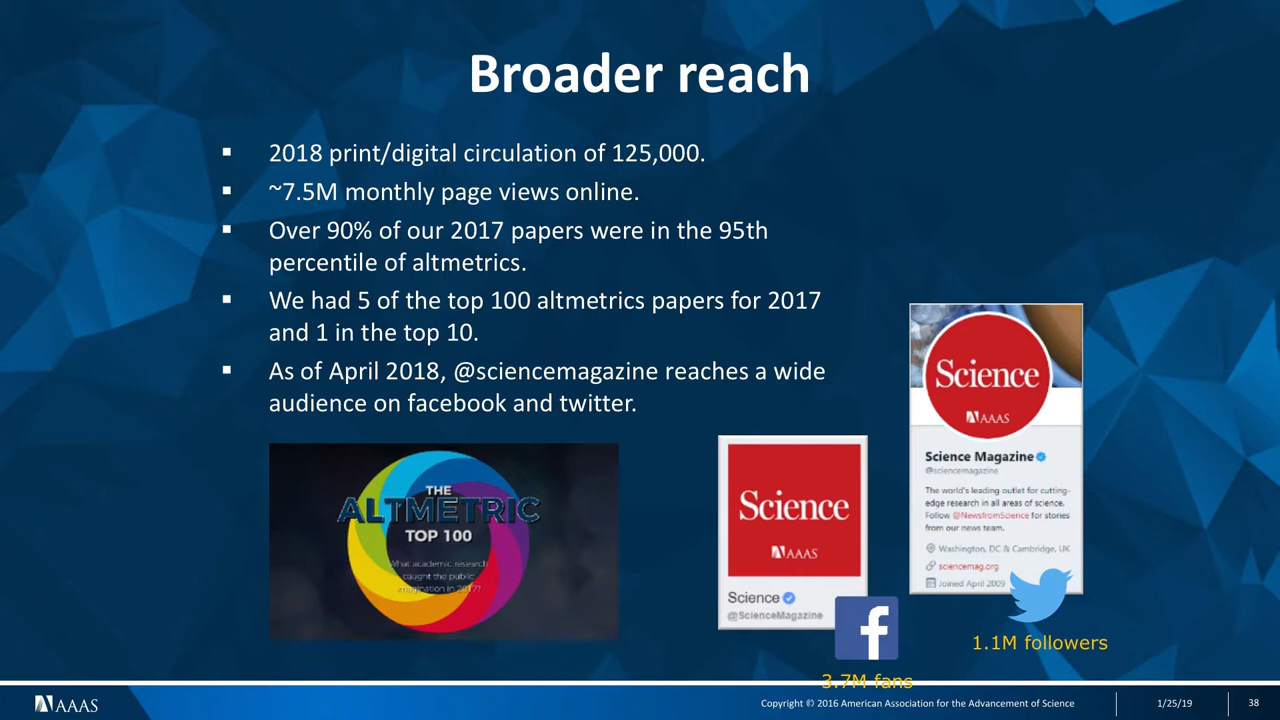 Broader reach
2018 print/digital circulation of 125,000.
~7.5M monthly page views online.
Over 90% of our 2017 papers were in the 95th
percentile of altmetrics.
We had 5 of the top 100 altmetrics papers for 2017
and 1 in the top 10.
As of April 2018, @sciencemagazine reaches a wide
audience on facebook and twitter.
THE
ALTMETRIC
TOP 100
What academic research
caught the public
imagination in 2017?
Science
AAAS
Science
@ScienceMagazine
f
3.7M fans
Science
AAAS
Science Magazine
@sciencemagazine
The world's leading outlet for cutting-
edge research in all areas of science.
Follow @NewsfromScience for stories
from our news team.
Washington, DC & Cambridge, UK
sciencemag.org
Joined April 2009
1.1M followers
AAAS
Copyright © 2016 American Association for the Advancement of Science
1/25/19
38